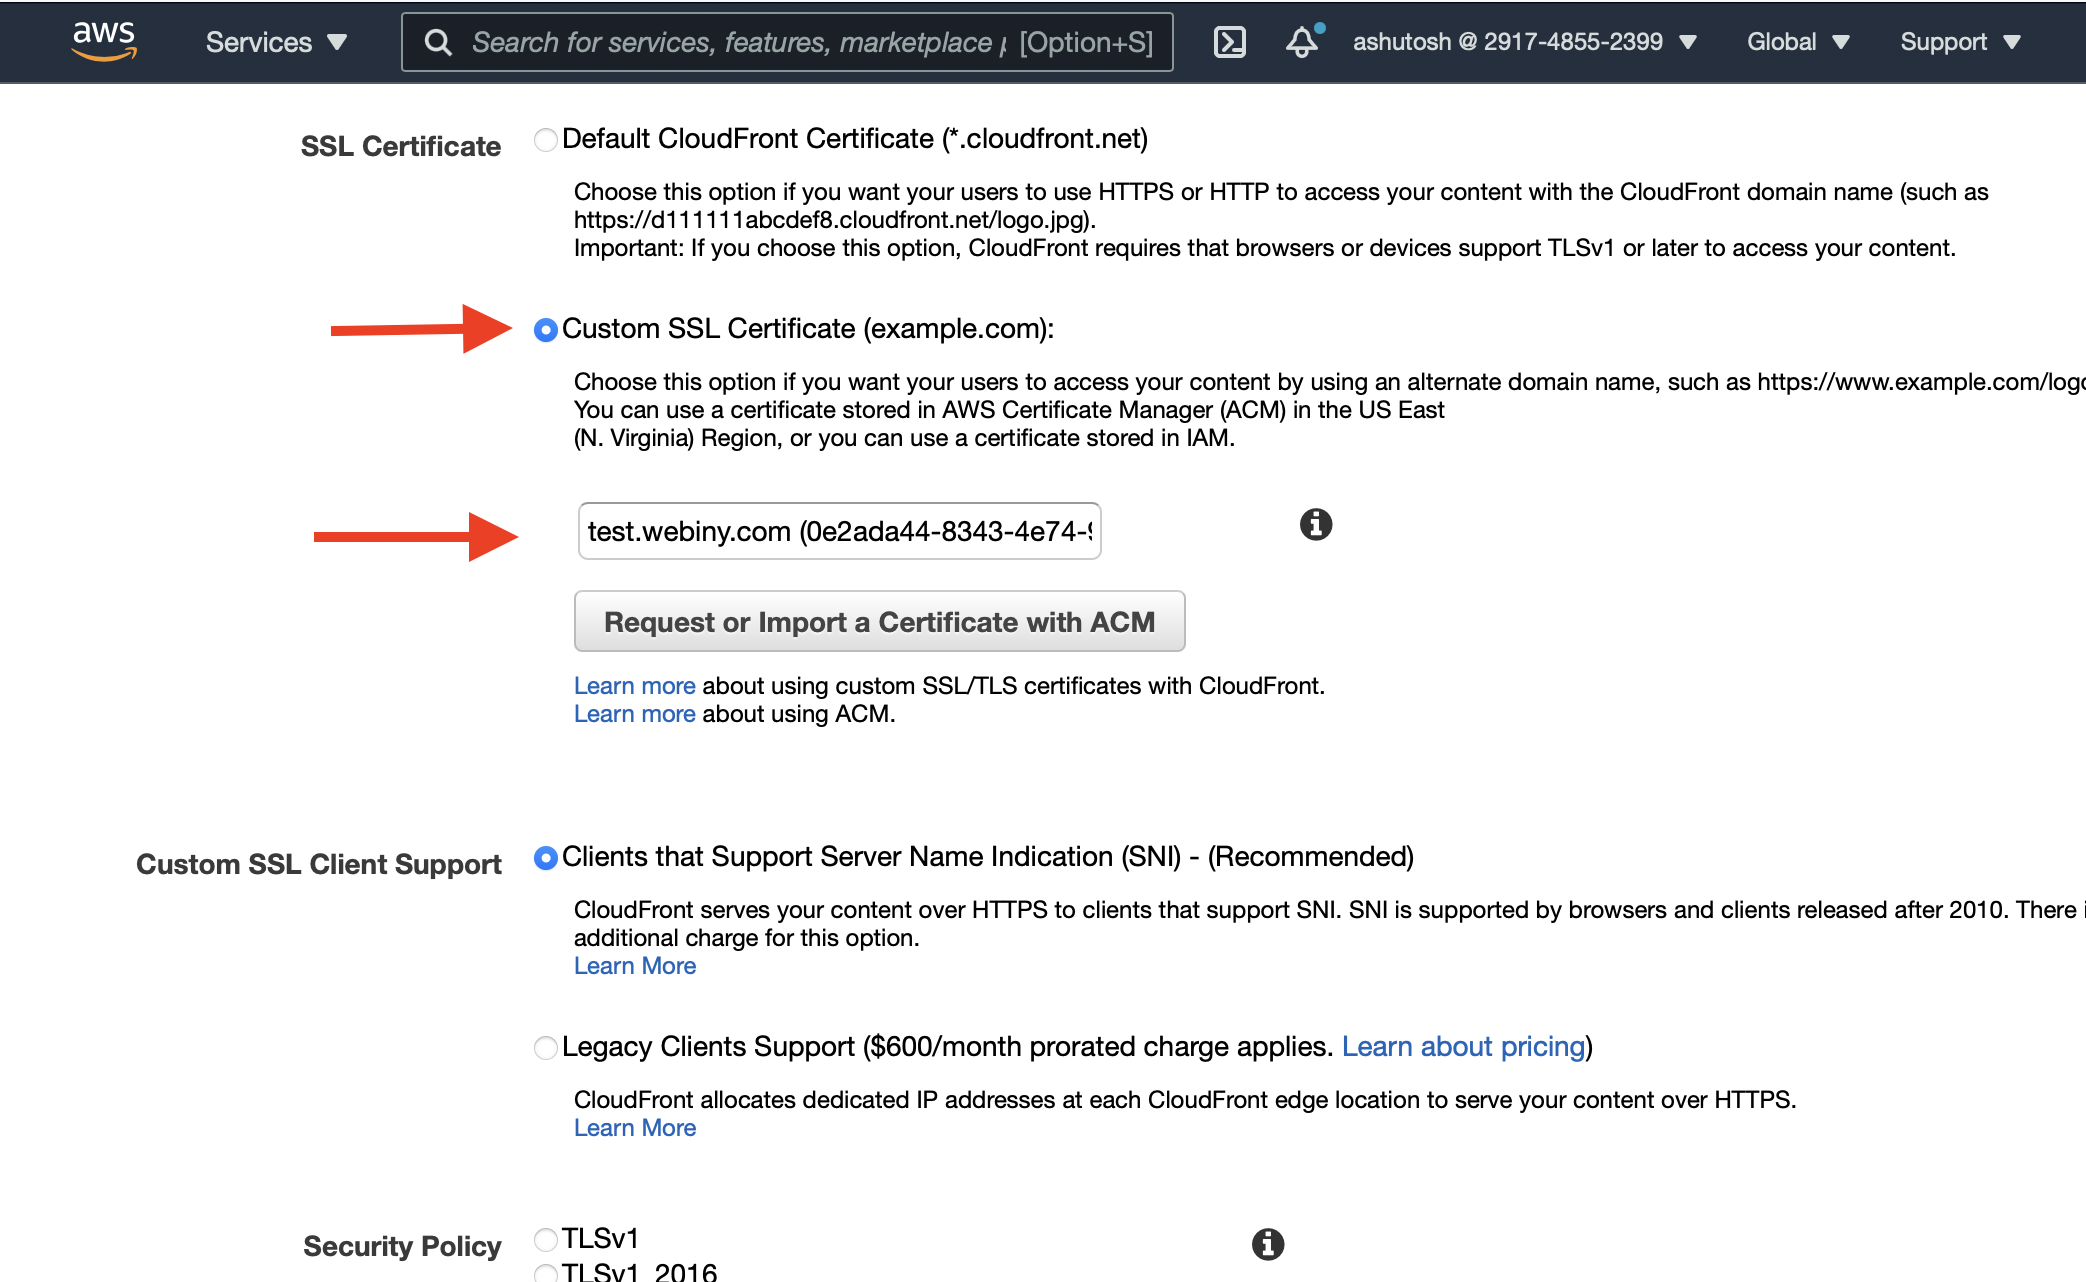 aws Services Search for services, features, marketplace [Option+S] ashutosh @ 2917-4855-2399 Global Support
SSL Certificate
Default CloudFront Certificate (*.cloudfront.net)
Choose this option if you want your users to use HTTPS or HTTP to access your content with the CloudFront domain name (such as
https://d111111abcdef8.cloudfront.net/logo.jpg).
Important: If you choose this option, CloudFront requires that browsers or devices support TLSv1 or later to access your content.
Custom SSL Certificate (example.com):
Choose this option if you want your users to access your content by using an alternate domain name, such as https://www.example.com/logo
You can use a certificate stored in AWS Certificate Manager (ACM) in the US East
(N. Virginia) Region, or you can use a certificate stored in IAM.
test.webiny.com (0e2ada44-8343-4e74-9
Request or Import a Certificate with ACM
Learn more about using custom SSL/TLS certificates with CloudFront.
Learn more about using ACM.
Custom SSL Client Support
Clients that Support Server Name Indication (SNI) - (Recommended)
CloudFront serves your content over HTTPS to clients that support SNI. SNI is supported by browsers and clients released after 2010. There
additional charge for this option.
Learn More
Legacy Clients Support ($600/month prorated charge applies. Learn about pricing)
CloudFront allocates dedicated IP addresses at each CloudFront edge location to serve your content over HTTPS.
Learn More
Security Policy
TLSv1
TLSv1_2016